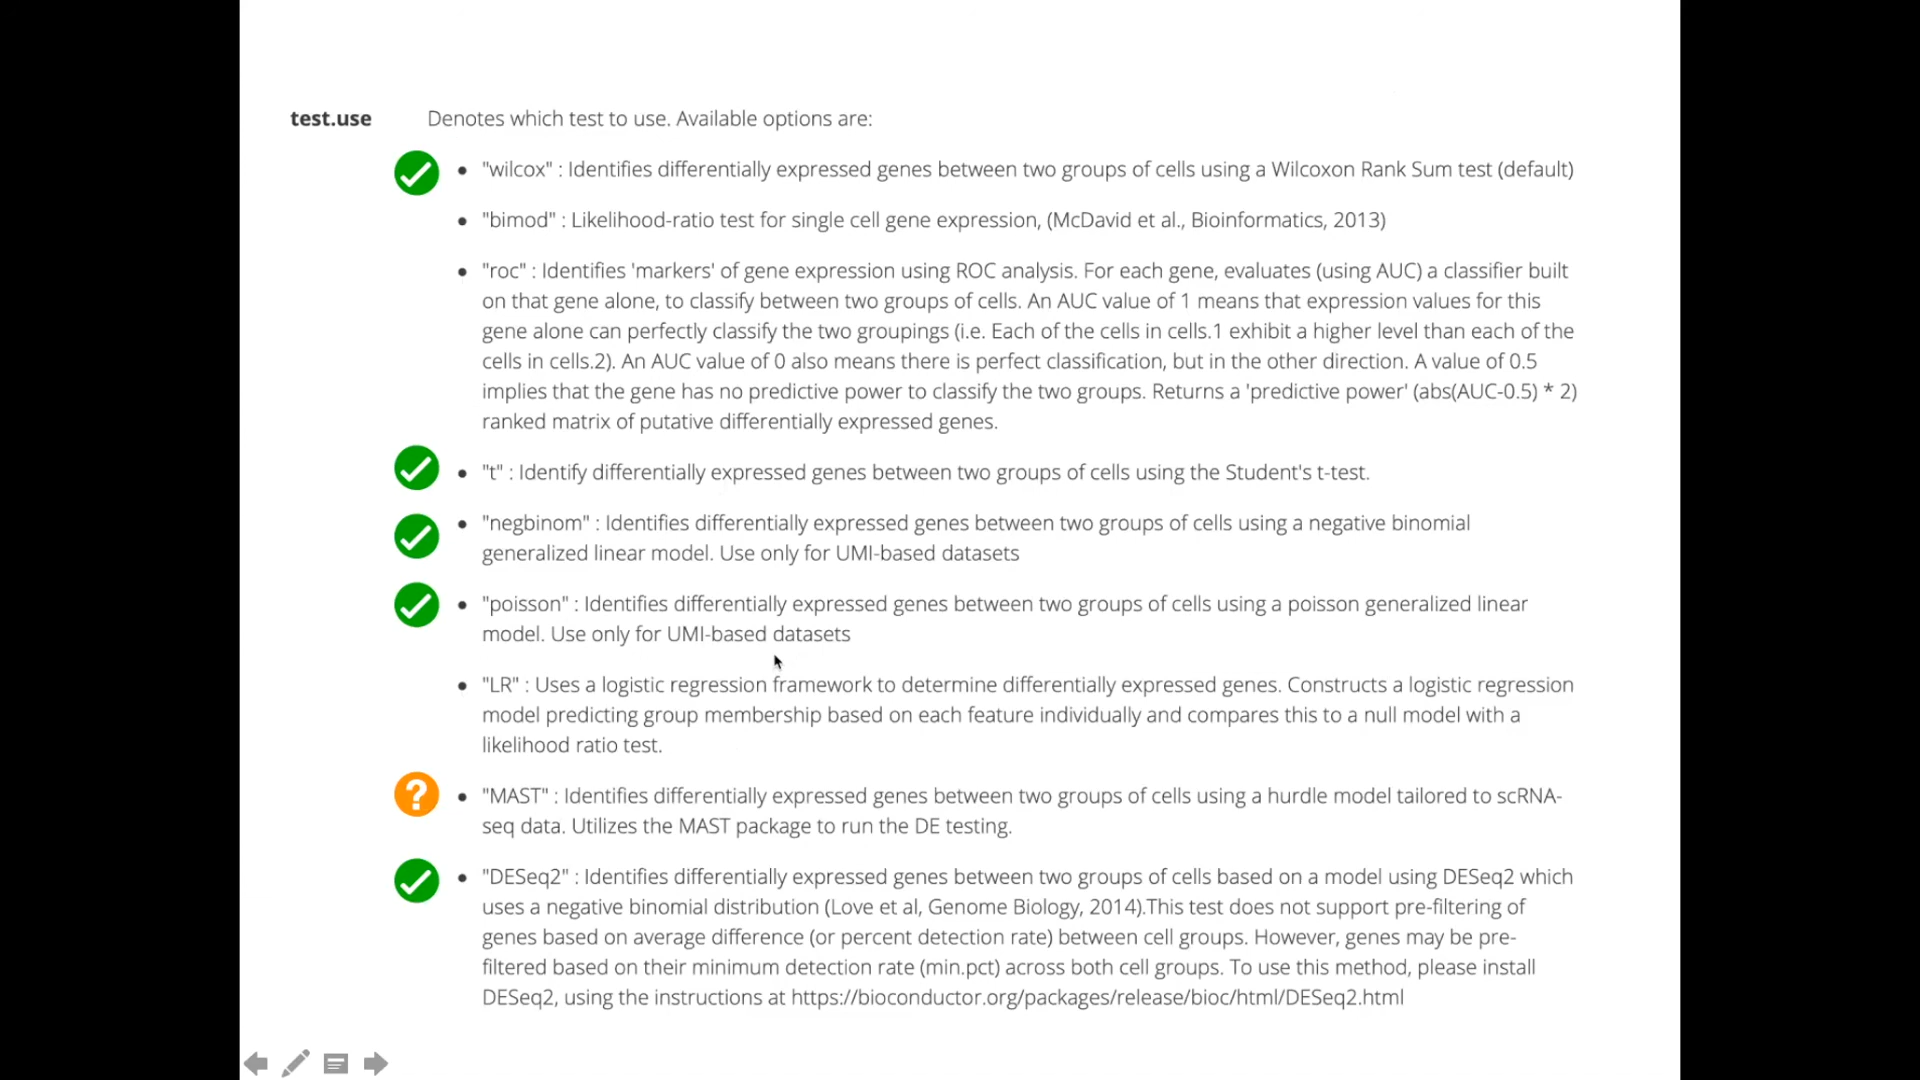 test.use Denotes which test to use. Available options are:
"wilcox" : Identifies differentially expressed genes between two groups of cells using a Wilcoxon Rank Sum test (default)
"bimod" : Likelihood-ratio test for single cell gene expression, (McDavid et al., Bioinformatics, 2013)
"roc" : Identifies 'markers' of gene expression using ROC analysis. For each gene, evaluates (using AUC) a classifier built
on that gene alone, to classify between two groups of cells. An AUC value of 1 means that expression values for this
gene alone can perfectly classify the two groupings (i.e. Each of the cells in cells.1 exhibit a higher level than each of the
cells in cells.2). An AUC value of 0 also means there is perfect classification, but in the other direction. A value of 0.5
implies that the gene has no predictive power to classify the two groups. Returns a 'predictive power' (abs(AUC-0.5) * 2)
ranked matrix of putative differentially expressed genes.
"t" : Identify differentially expressed genes between two groups of cells using the Student's t-test.
"negbinom" : Identifies differentially expressed genes between two groups of cells using a negative binomial
generalized linear model. Use only for UMI-based datasets
"poisson" : Identifies differentially expressed genes between two groups of cells using a poisson generalized linear
model. Use only for UMI-based datasets
"LR" : Uses a logistic regression framework to determine differentially expressed genes. Constructs a logistic regression
model predicting group membership based on each feature individually and compares this to a null model with a
likelihood ratio test.
"MAST" : Identifies differentially expressed genes between two groups of cells using a hurdle model tailored to scRNA-
seq data. Utilizes the MAST package to run the DE testing.
"DESeq2" : Identifies differentially expressed genes between two groups of cells based on a model using DESeq2 which
uses a negative binomial distribution (Love et al, Genome Biology, 2014).This test does not support pre-filtering of
genes based on average difference (or percent detection rate) between cell groups. However, genes may be pre-
filtered based on their minimum detection rate (min.pct) across both cell groups. To use this method, please install
DESeq2, using the instructions at https://bioconductor.org/packages/release/bioc/html/DESeq2.html